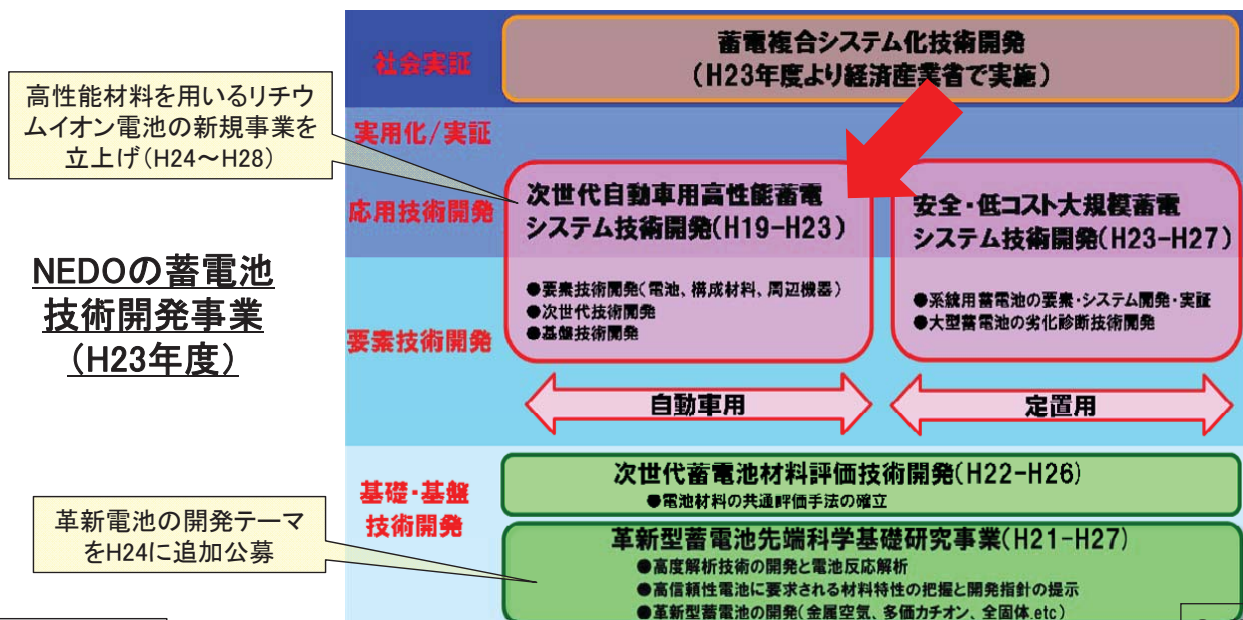 社会実証
蓄電複合システム化技術開発
（H23年度より経済産業省で実施）
高性能材料を用いるリチウ
ムイオン電池の新規事業を
立上げ（H24～H28）
実用化/実証
応用技術開発
次世代自動車用高性能蓄電
システム技術開発（H19-H23）
安全・低コスト大規模蓄電
システム技術開発（H23-H27）
NEDOの蓄電池
技術開発事業
（H23年度）
要素技術開発
●要素技術開発（電池、構成材料、周辺機器）
●次世代技術開発
●基盤技術開発
●系統用蓄電池の要素・システム開発・実証
●大型蓄電池の劣化診断技術開発
自動車用
定置用
基礎・基盤
技術開発
次世代蓄電池材料評価技術開発（H22-H26）
●電池材料の共通評価手法の確立
革新電池の開発テーマ
をH24に追加公募
革新型蓄電池先端科学基礎研究事業（H21-H27）
●高度解析技術の開発と電池反応解析
●高信頼性電池に要求される材料特性の把握と開発指針の提示
●革新型蓄電池の開発（金属空気、多価カチオン、全固体.etc）